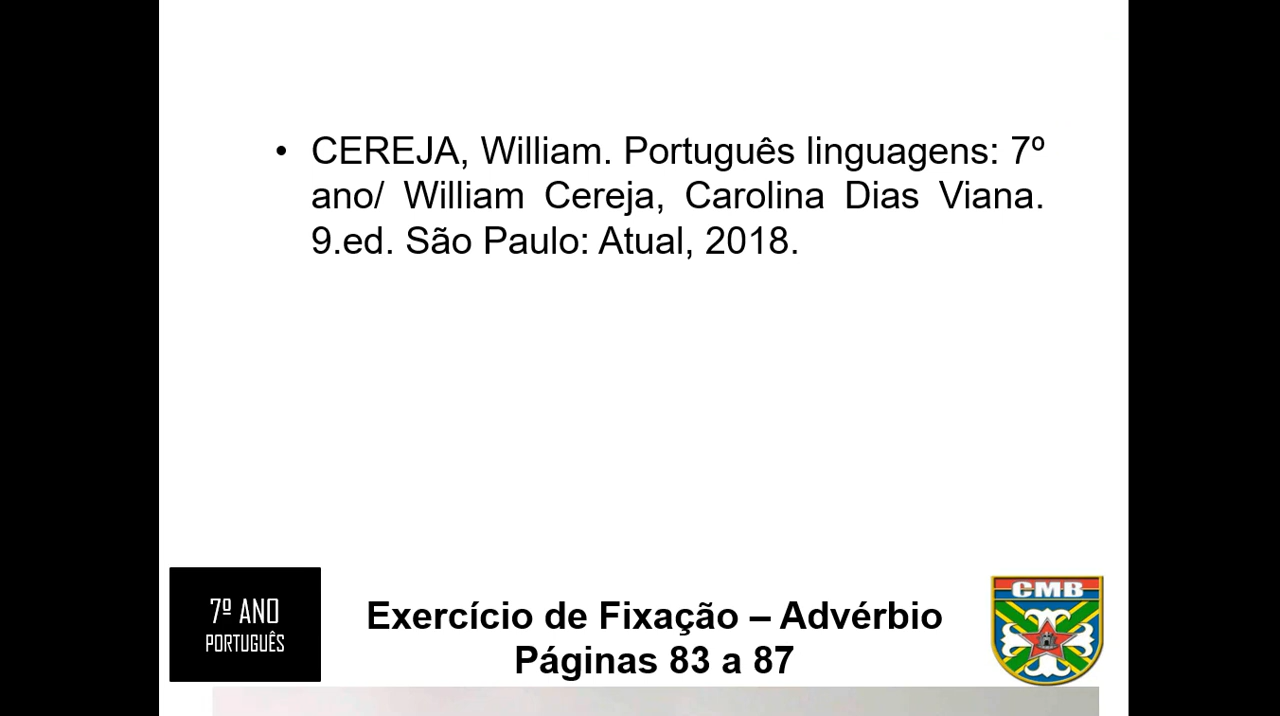 • CEREJA, William. Português linguagens: 7º
ano/ William Cereja, Carolina Dias Viana.
9.ed. São Paulo: Atual, 2018.
7º ANO
PORTUGUÊS
Exercício de Fixação – Advérbio
Páginas 83 a 87
CMB